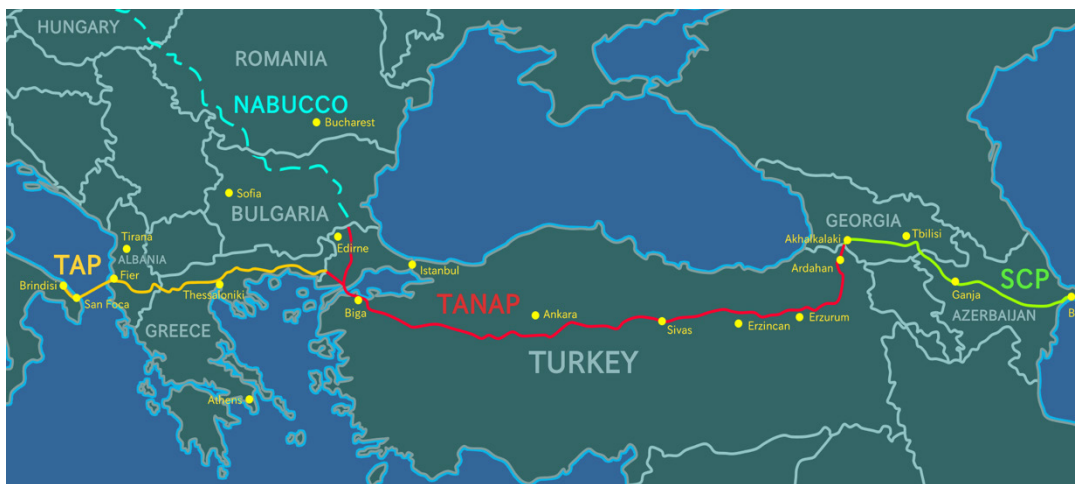 HUNGARY
ROMANIA
NABUCCO
Bucharest
Sofia
BULGARIA
GEORGIA
Tbilisi
Tirana
Edirne
Akhalkalaki
ALBANIA
TAP
Istanbul
Ardahan
Fier
SCP
Brindisi
Thessaloniki
Ganja
San Foca
Biga
TANAP
AZERBAIJAN
B
Ankara
Sivas
Erzincan
Erzurum
GREECE
TURKEY
Athens